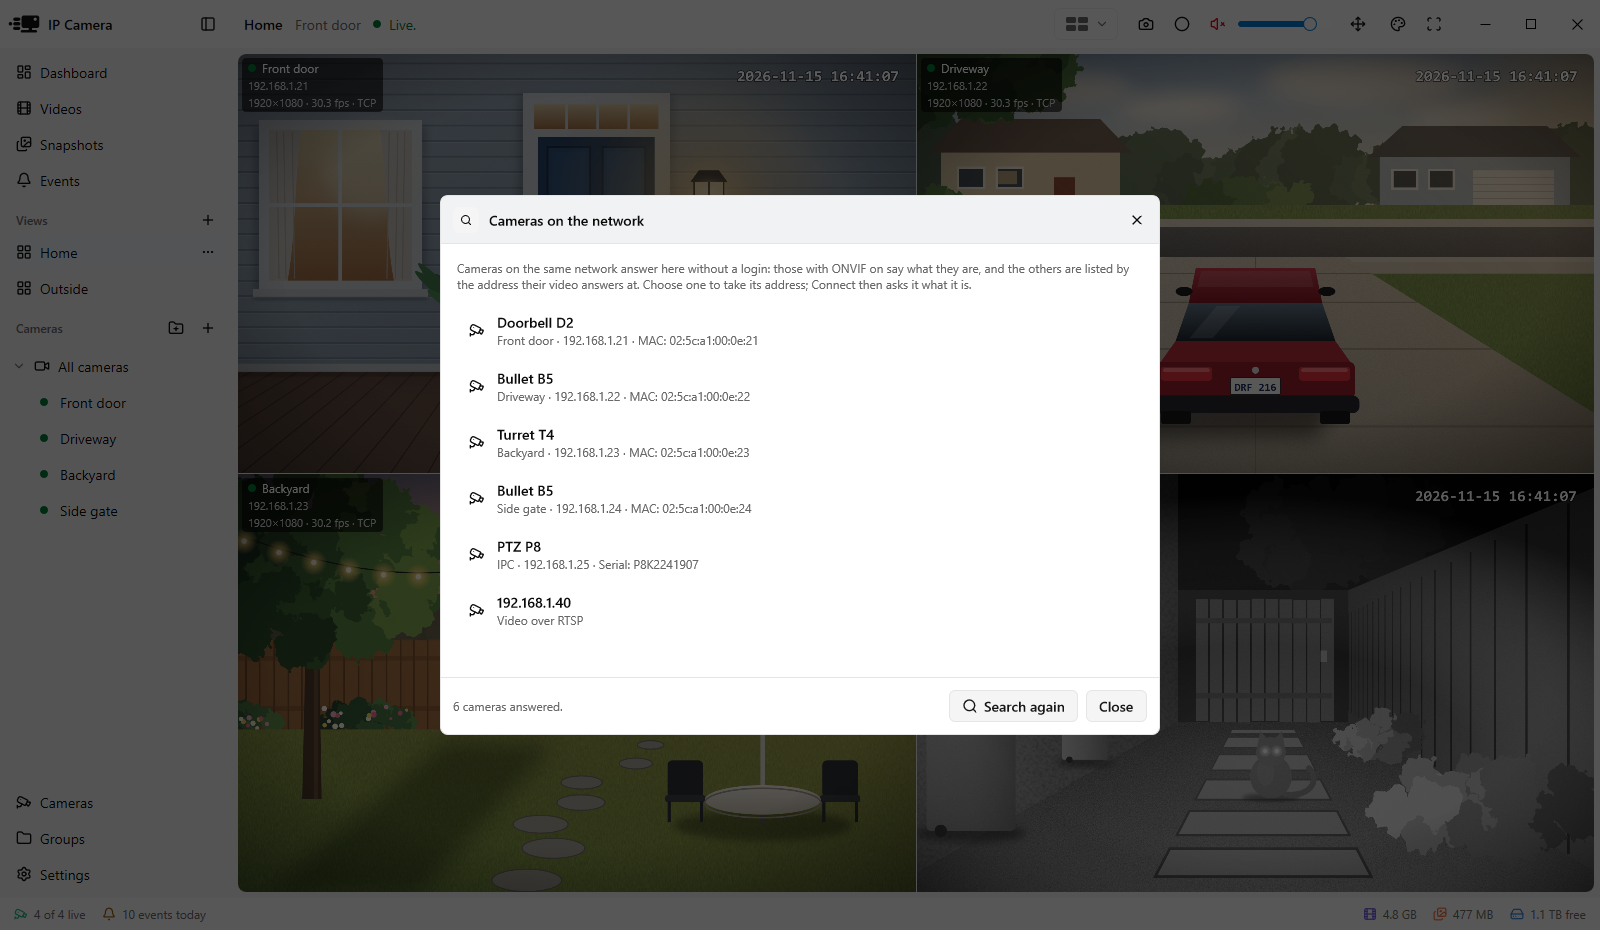 IP Camera
Home Front door Live.
Dashboard
Videos
Snapshots
Events
Views
Home
Outside
Cameras
All cameras
Front door
Driveway
Backyard
Side gate
Cameras
Groups
Settings
Front door
192.168.1.21
1920×1080 · 30.3 fps · TCP
2026-11-15 16:41:07
Driveway
192.168.1.22
1920×1080 · 30.3 fps · TCP
2026-11-15 16:41:07
DRF 216
Backyard
192.168.1.23
1920×1080 · 30.2 fps · TCP
2026-11-15 16:41:07
Cameras on the network
Cameras on the same network answer here without a login: those with ONVIF on say what they are, and the others are listed by
the address their video answers at. Choose one to take its address; Connect then asks it what it is.
Doorbell D2
Front door · 192.168.1.21 · MAC: 02:5c:a1:00:0e:21
Bullet B5
Driveway · 192.168.1.22 · MAC: 02:5c:a1:00:0e:22
Turret T4
Backyard · 192.168.1.23 · MAC: 02:5c:a1:00:0e:23
Bullet B5
Side gate · 192.168.1.24 · MAC: 02:5c:a1:00:0e:24
PTZ P8
IPC · 192.168.1.25 · Serial: P8K2241907
192.168.1.40
Video over RTSP
6 cameras answered.
Search again
Close
4 of 4 live
10 events today
4.8 GB
477 MB
1.1 TB free